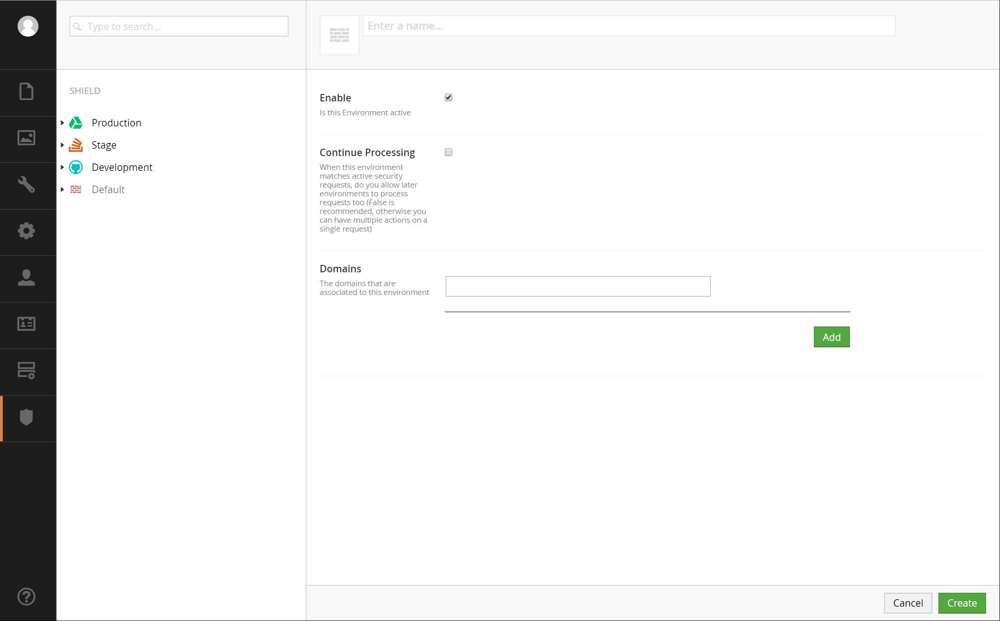 Type to search...
Enter a name...
SHIELD
Production
Stage
Development
Default
Enable
Is this Environment active
Continue Processing
When this environment
matches active security
requests, do you allow later
environments to process
requests too (False is
recommended, otherwise you
can have multiple actions on a
single request)
Domains
The domains that are
associated to this environment
Add
Cancel
Create